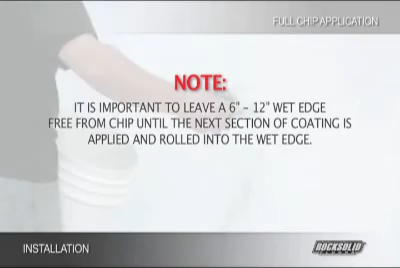 FULL CHIP APPLICATION
NOTE:
IT IS IMPORTANT TO LEAVE A 6" - 12" WET EDGE
FREE FROM CHIP UNTIL THE NEXT SECTION OF COATING IS
APPLIED AND ROLLED INTO THE WET EDGE.
INSTALLATION
ROCKSOLID